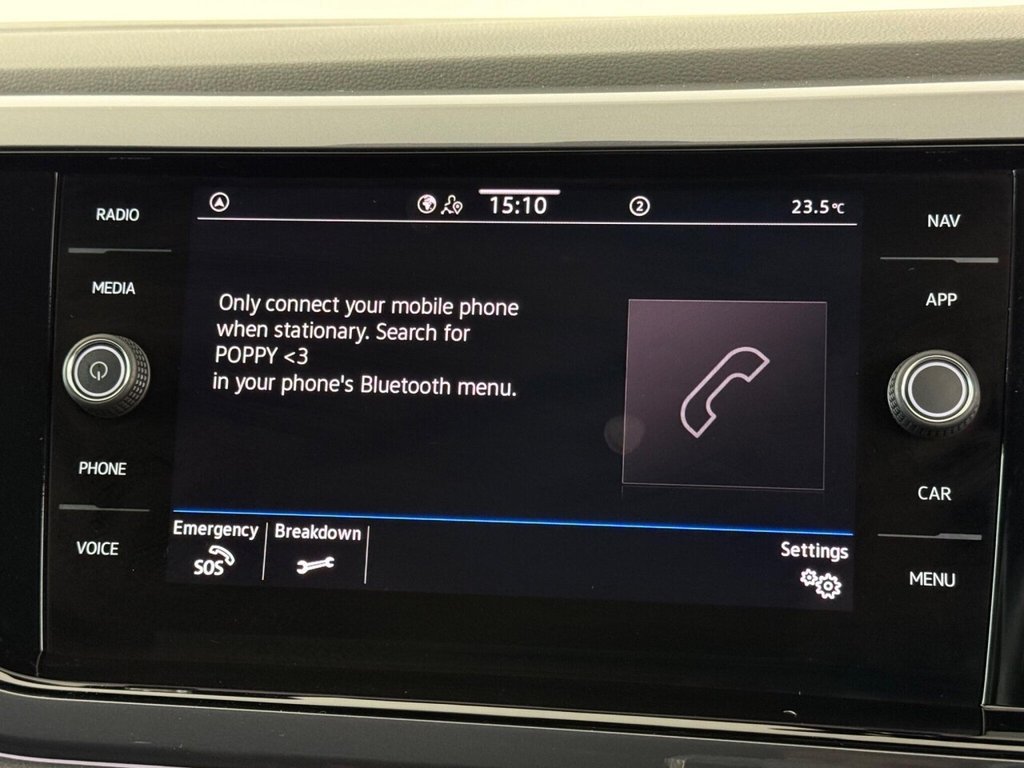 RADIO
MEDIA
PHONE
VOICE
15:10
2
23.5°C
Only connect your mobile phone
when stationary. Search for
POPPY <3
in your phone's Bluetooth menu.
Emergency
SOS
Breakdown
Settings
NAV
APP
CAR
MENU